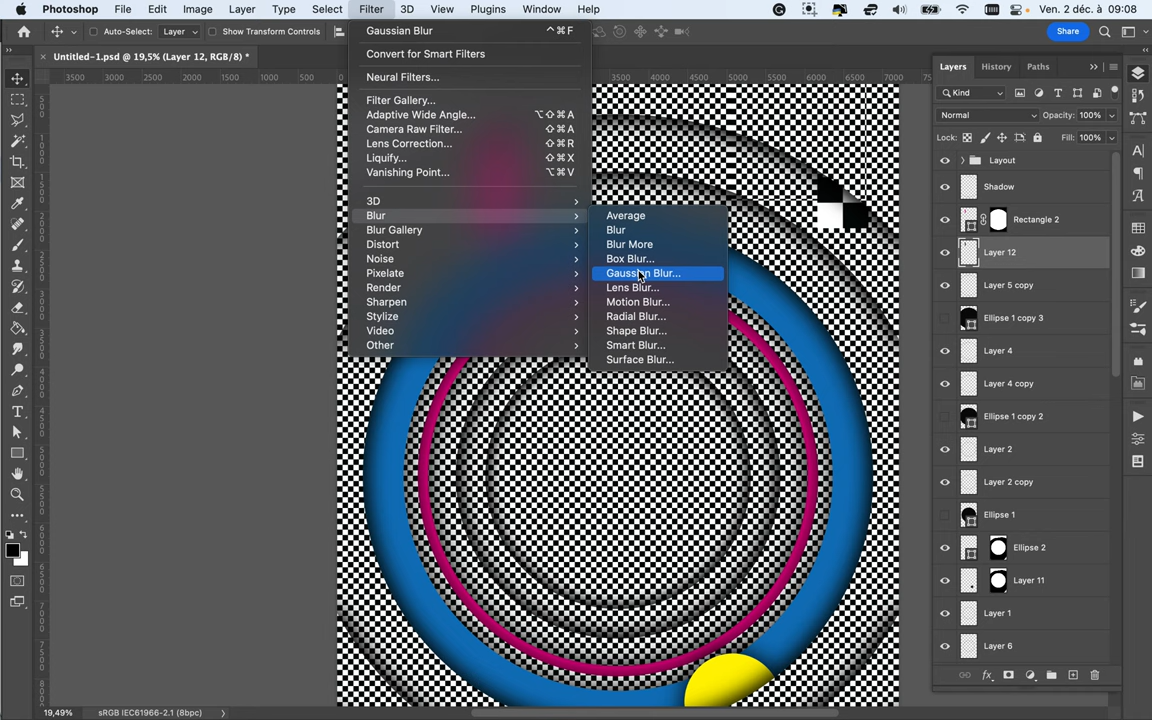 Photoshop File Edit Image Layer Type Select Filter 3D View Plugins Window Help Ven. 2 déc. à 09:08
Auto-Select: Layer Show Transform Controls Share
Untitled-1.psd @ 19,5% (Layer 12, RGB/8) *
3500 3000 2500 2000 1500 1000 500 3500 4000 4500 5000 5500 6000 6500 7000
Gaussian Blur ^⌘F
Convert for Smart Filters
Neural Filters...
Filter Gallery...
Adaptive Wide Angle... ⌥⇧⌘A
Camera Raw Filter... ⇧⌘A
Lens Correction... ⇧⌘R
Liquify... ⇧⌘X
Vanishing Point... ⌥⌘V
3D
Blur
Blur Gallery
Distort
Noise
Pixelate
Render
Sharpen
Stylize
Video
Other
Average
Blur
Blur More
Box Blur...
Gaussian Blur...
Lens Blur...
Motion Blur...
Radial Blur...
Shape Blur...
Smart Blur...
Surface Blur...
Layers History Paths
Kind
Normal Opacity: 100%
Lock: Fill: 100%
Layout
Shadow
Rectangle 2
Layer 12
Layer 5 copy
Ellipse 1 copy 3
Layer 4
Layer 4 copy
Ellipse 1 copy 2
Layer 2
Layer 2 copy
Ellipse 1
Ellipse 2
Layer 11
Layer 1
Layer 6
19,49% sRGB IEC61966-2.1 (8bpc)